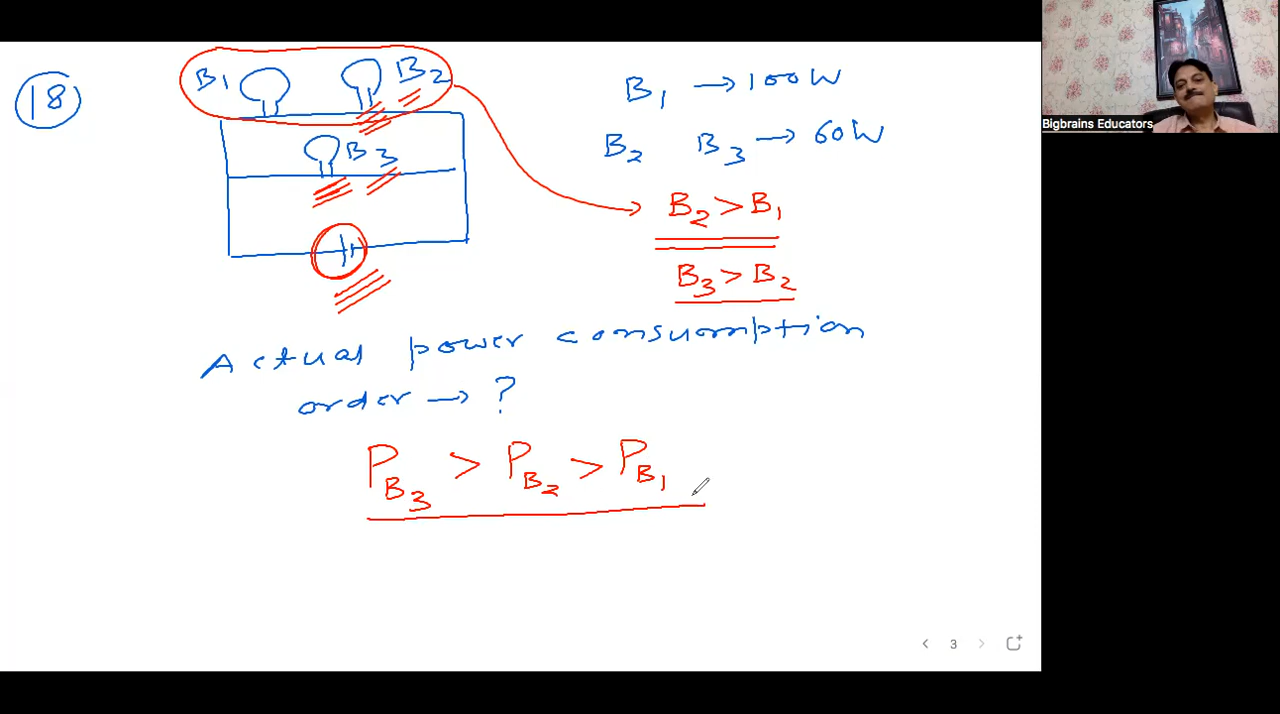 18
B1 B2
B3
B1 → 100W
B2 B3 → 60W
B2 > B1
B3 > B2
Actual power consumption
order → ?
PB3 > PB2 > PB1
Bigbrains Educators
3